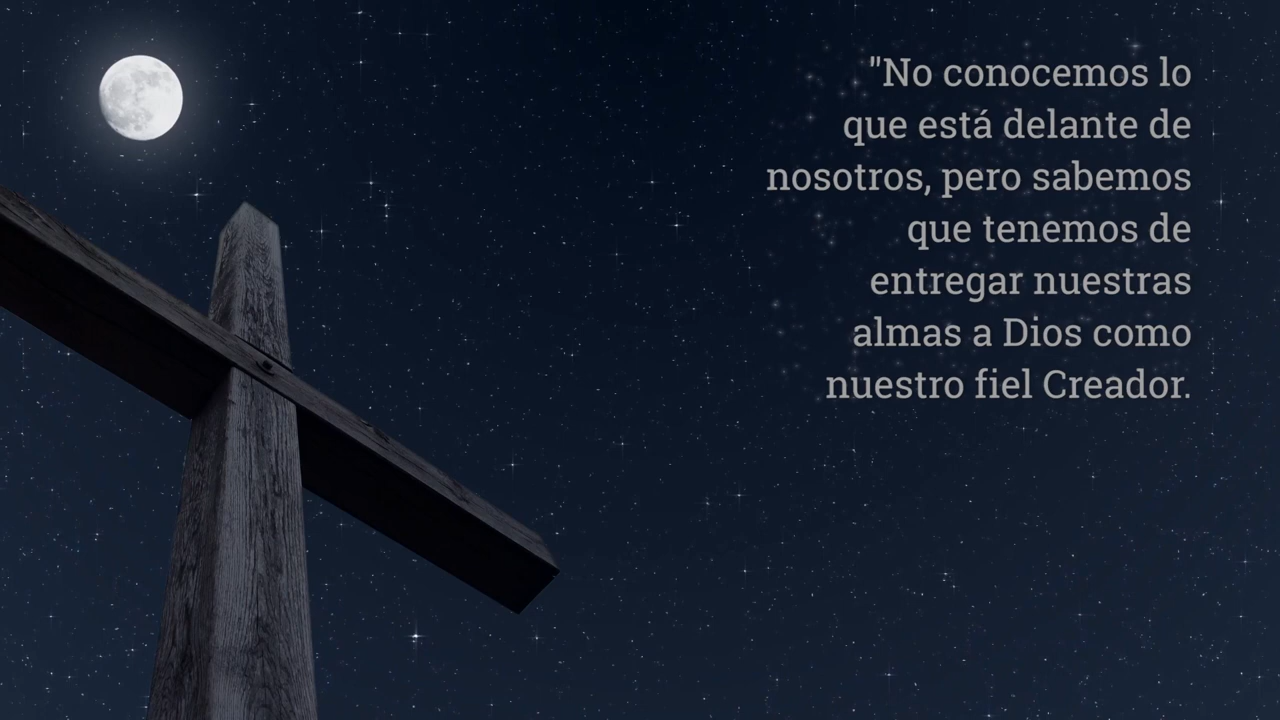 "No conocemos lo
que está delante de
nosotros, pero sabemos
que tenemos de
entregar nuestras
almas a Dios como
nuestro fiel Creador.